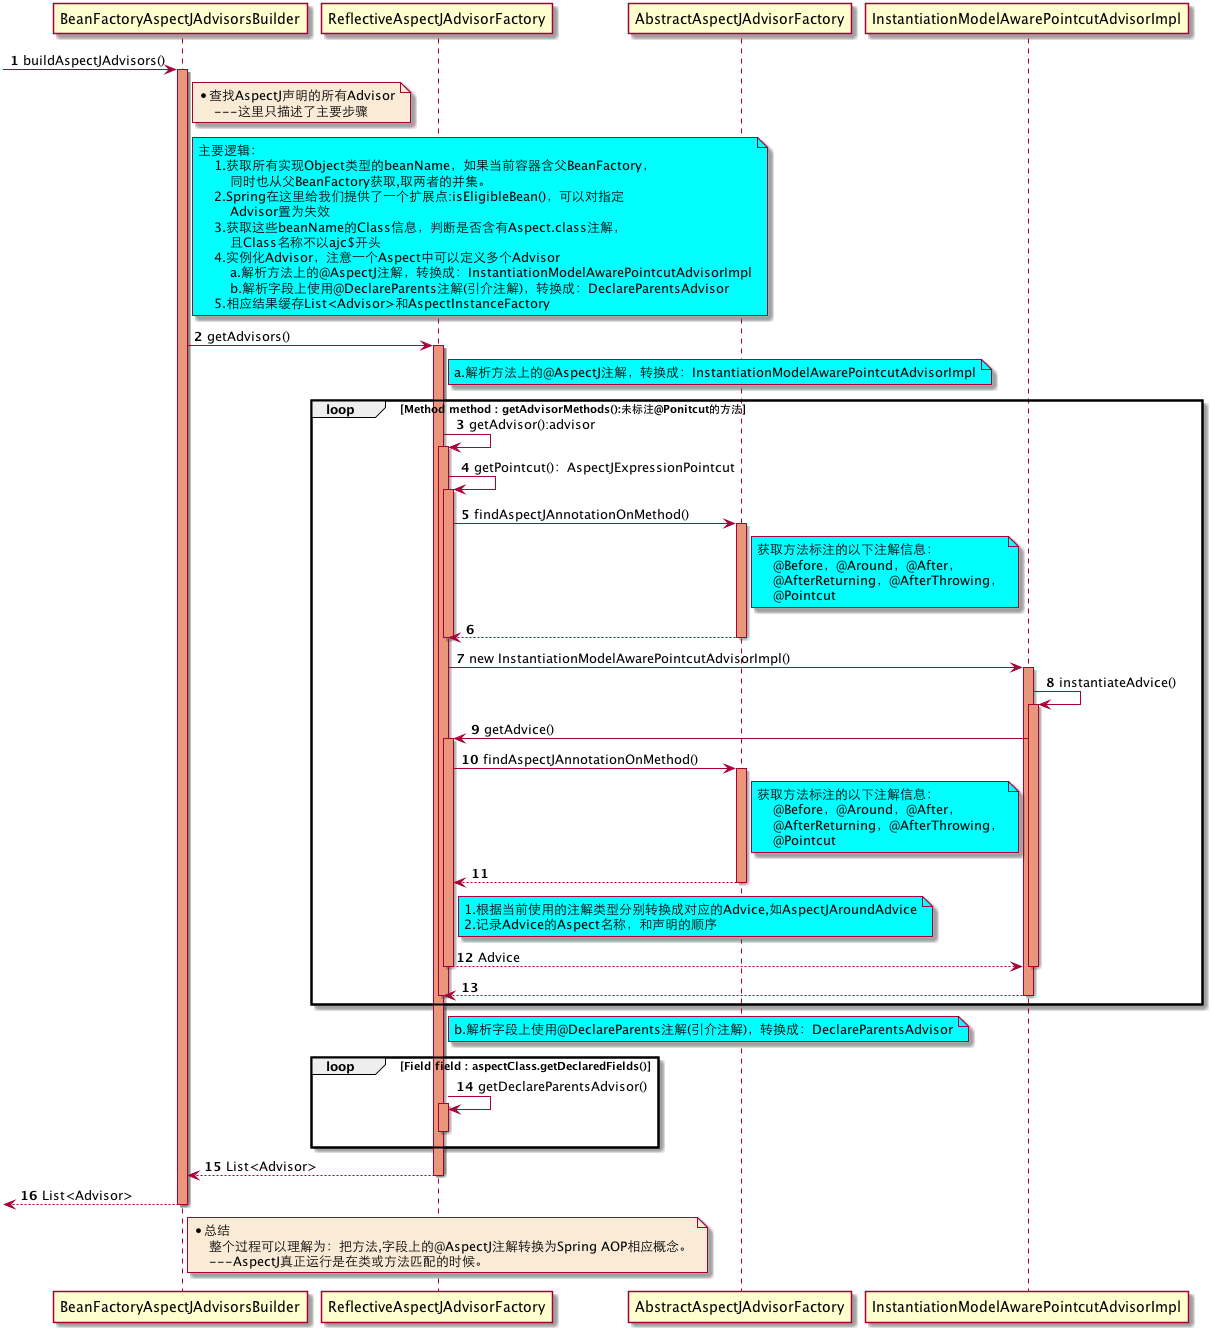 BeanFactoryAspectJAdvisorsBuilder
ReflectiveAspectJAdvisorFactory
AbstractAspectJAdvisorFactory
InstantiationModelAwarePointcutAdvisorImpl
1 buildAspectJAdvisors()
•查找AspectJ声明的所有Advisor
---这里只描述了主要步骤
主要逻辑：
1.获取所有实现Object类型的beanName，如果当前容器含父BeanFactory，
同时也从父BeanFactory获取,取两者的并集。
2.Spring在这里给我们提供了一个扩展点:isEligibleBean()，可以对指定
Advisor置为失效
3.获取这些beanName的Class信息，判断是否含有Aspect.class注解，
且Class名称不以ajc$开头
4.实例化Advisor，注意一个Aspect中可以定义多个Advisor
a.解析方法上的@AspectJ注解，转换成：InstantiationModelAwarePointcutAdvisorImpl
b.解析字段上使用@DeclareParents注解(引介注解)，转换成：DeclareParentsAdvisor
5.相应结果缓存List<Advisor>和AspectInstanceFactory
2 getAdvisors()
a.解析方法上的@AspectJ注解，转换成：InstantiationModelAwarePointcutAdvisorImpl
loop [Method method : getAdvisorMethods():未标注@Ponitcut的方法]
3 getAdvisor():advisor
4 getPointcut()：AspectJExpressionPointcut
5 findAspectJAnnotationOnMethod()
获取方法标注的以下注解信息：
@Before，@Around，@After，
@AfterReturning，@AfterThrowing，
@Pointcut
6
7 new InstantiationModelAwarePointcutAdvisorImpl()
8 instantiateAdvice()
9 getAdvice()
10 findAspectJAnnotationOnMethod()
获取方法标注的以下注解信息：
@Before，@Around，@After，
@AfterReturning，@AfterThrowing，
@Pointcut
11
1.根据当前使用的注解类型分别转换成对应的Advice,如AspectJAroundAdvice
2.记录Advice的Aspect名称，和声明的顺序
12 Advice
13
b.解析字段上使用@DeclareParents注解(引介注解)，转换成：DeclareParentsAdvisor
loop [Field field : aspectClass.getDeclaredFields()]
14 getDeclareParentsAdvisor()
15 List<Advisor>
16 List<Advisor>
•总结
整个过程可以理解为：把方法,字段上的@AspectJ注解转换为Spring AOP相应概念。
---AspectJ真正运行是在类或方法匹配的时候。
BeanFactoryAspectJAdvisorsBuilder
ReflectiveAspectJAdvisorFactory
AbstractAspectJAdvisorFactory
InstantiationModelAwarePointcutAdvisorImpl